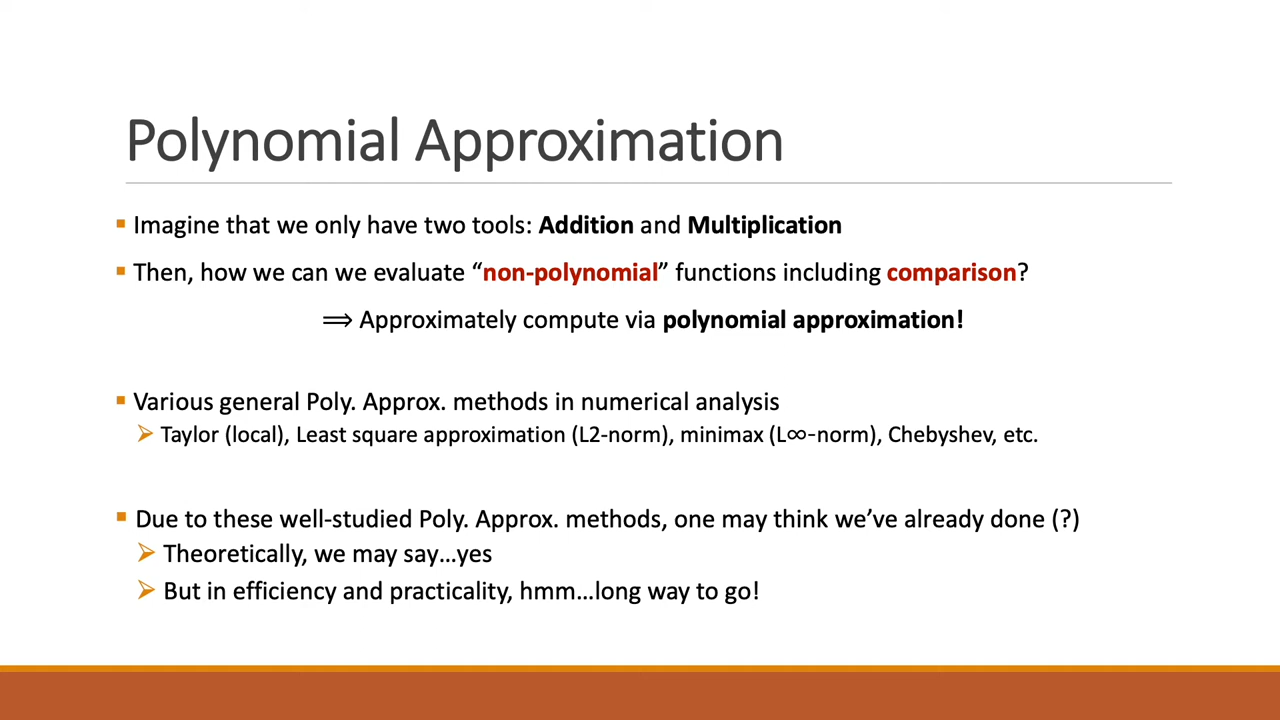 Polynomial Approximation
Imagine that we only have two tools: Addition and Multiplication
Then, how we can we evaluate “non-polynomial” functions including comparison?
⟹ Approximately compute via polynomial approximation!
Various general Poly. Approx. methods in numerical analysis
Taylor (local), Least square approximation (L2-norm), minimax (L∞-norm), Chebyshev, etc.
Due to these well-studied Poly. Approx. methods, one may think we’ve already done (?)
Theoretically, we may say…yes
But in efficiency and practicality, hmm…long way to go!